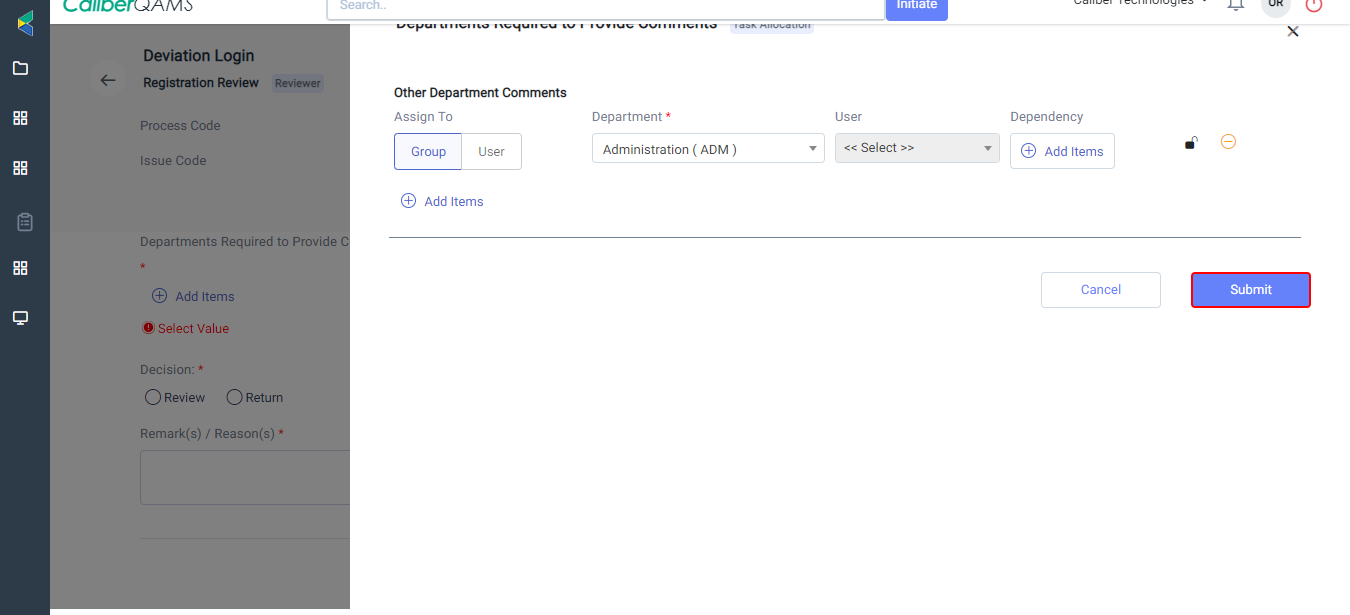 CaliberQAMS
Search..
Initiate
Caliber Technologies
UR
Departments Required to Provide Comments Task Allocation
Deviation Login
Registration Review Reviewer
Process Code
Issue Code
Departments Required to Provide C
*
Add Items
Select Value
Decision: *
Review Return
Remark(s) / Reason(s) *
Other Department Comments
Assign To Department * User Dependency
Group User Administration ( ADM ) << Select >> Add Items
Add Items
Cancel Submit